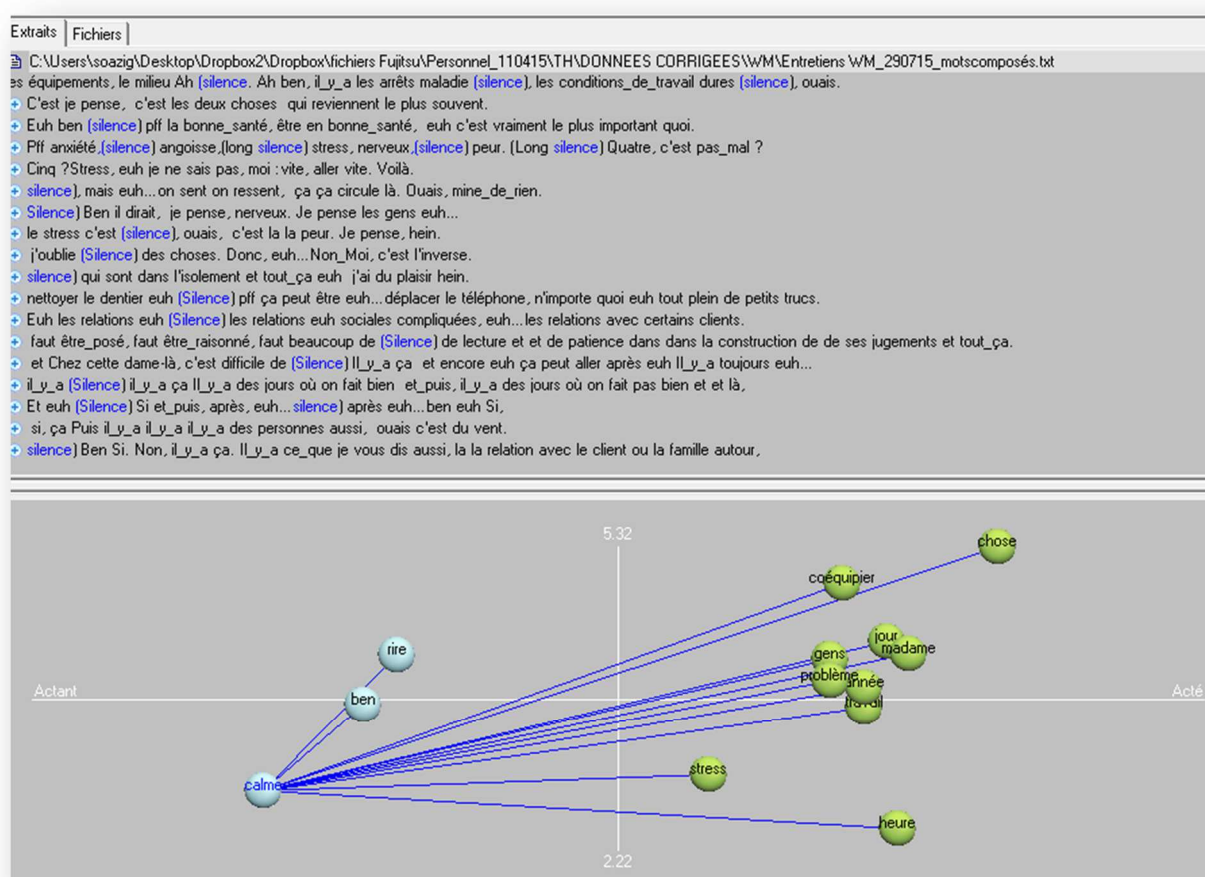 Extraits Fichiers
C:\Users\soazig\Desktop\Dropbox2\Dropbox\fichiers Fujitsu\Personnel_110415\TH\DONNEES CORRIGEES\WM\Entretiens WM_290715_motscomposés.txt
es équipements, le milieu Ah (silence. Ah ben, il_y_a les arrêts maladie (silence), les conditions_de_travail dures (silence), ouais.
C'est je pense, c'est les deux choses qui reviennent le plus souvent.
Euh ben (silence) pff la bonne_santé, être en bonne_santé, euh c'est vraiment le plus important quoi.
Pff anxiété,(silence) angoisse,(long silence) stress, nerveux,(silence) peur. (Long silence) Quatre, c'est pas_mal ?
Cinq ?Stress, euh je ne sais pas, moi : vite, aller vite. Voilà.
silence), mais euh...on sent on ressent, ça ça circule là. Ouais, mine_de_rien.
Silence) Ben il dirait, je pense, nerveux. Je pense les gens euh...
le stress c'est (silence), ouais, c'est la la peur. Je pense, hein.
j'oublie (Silence) des choses. Donc, euh...Non_Moi, c'est l'inverse.
silence) qui sont dans l'isolement et tout_ça euh j'ai du plaisir hein.
nettoyer le dentier euh (Silence) pff ça peut être euh...déplacer le téléphone, n'importe quoi euh tout plein de petits trucs.
Euh les relations euh (Silence) les relations euh sociales compliquées, euh...les relations avec certains clients.
faut être_posé, faut être_raisonné, faut beaucoup de (Silence) de lecture et et de patience dans dans la construction de de ses jugements et tout_ça.
et Chez cette dame-là, c'est difficile de (Silence) Il_y_a ça et encore euh ça peut aller après euh Il_y_a toujours euh...
il_y_a (Silence) il_y_a ça Il_y_a des jours où on fait bien et_puis, il_y_a des jours où on fait pas bien et et là,
Et euh (Silence) Si et_puis, après, euh...silence) après euh...ben euh Si,
si, ça Puis il_y_a il_y_a il_y_a des personnes aussi, ouais c'est du vent.
silence) Ben Si. Non, il_y_a ça. Il_y_a ce_que je vous dis aussi, la la relation avec le client ou la famille autour,
5.32
chose
coéquipier
rire
jour
gens
madame
problème
année
Actant
Acté
ben
travail
stress
calme
heure
2.22